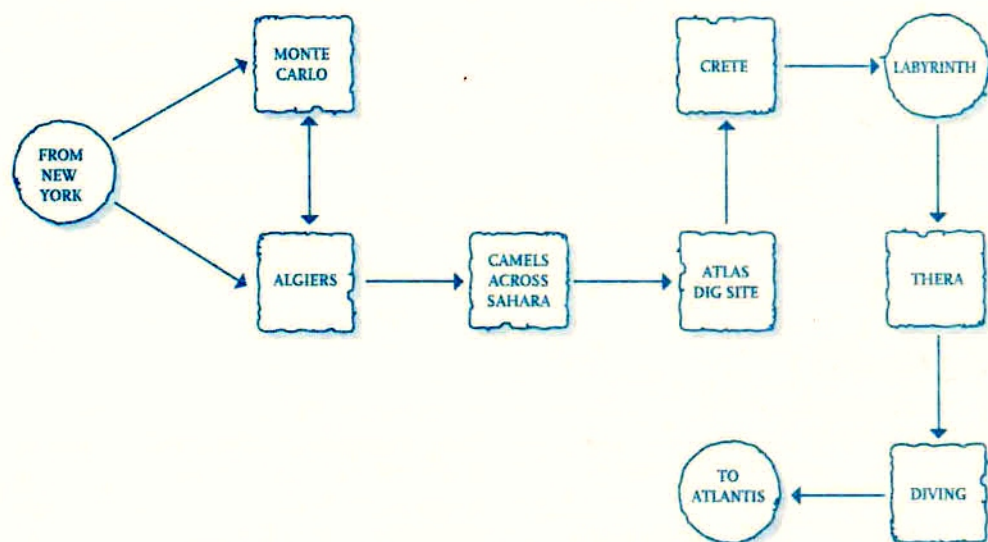 MONTE
CARLO
CRETE
LABYRINTH
FROM
NEW
YORK
ALGIERS
CAMELS
ACROSS
SAHARA
ATLAS
DIG SITE
THERA
TO
ATLANTIS
DIVING